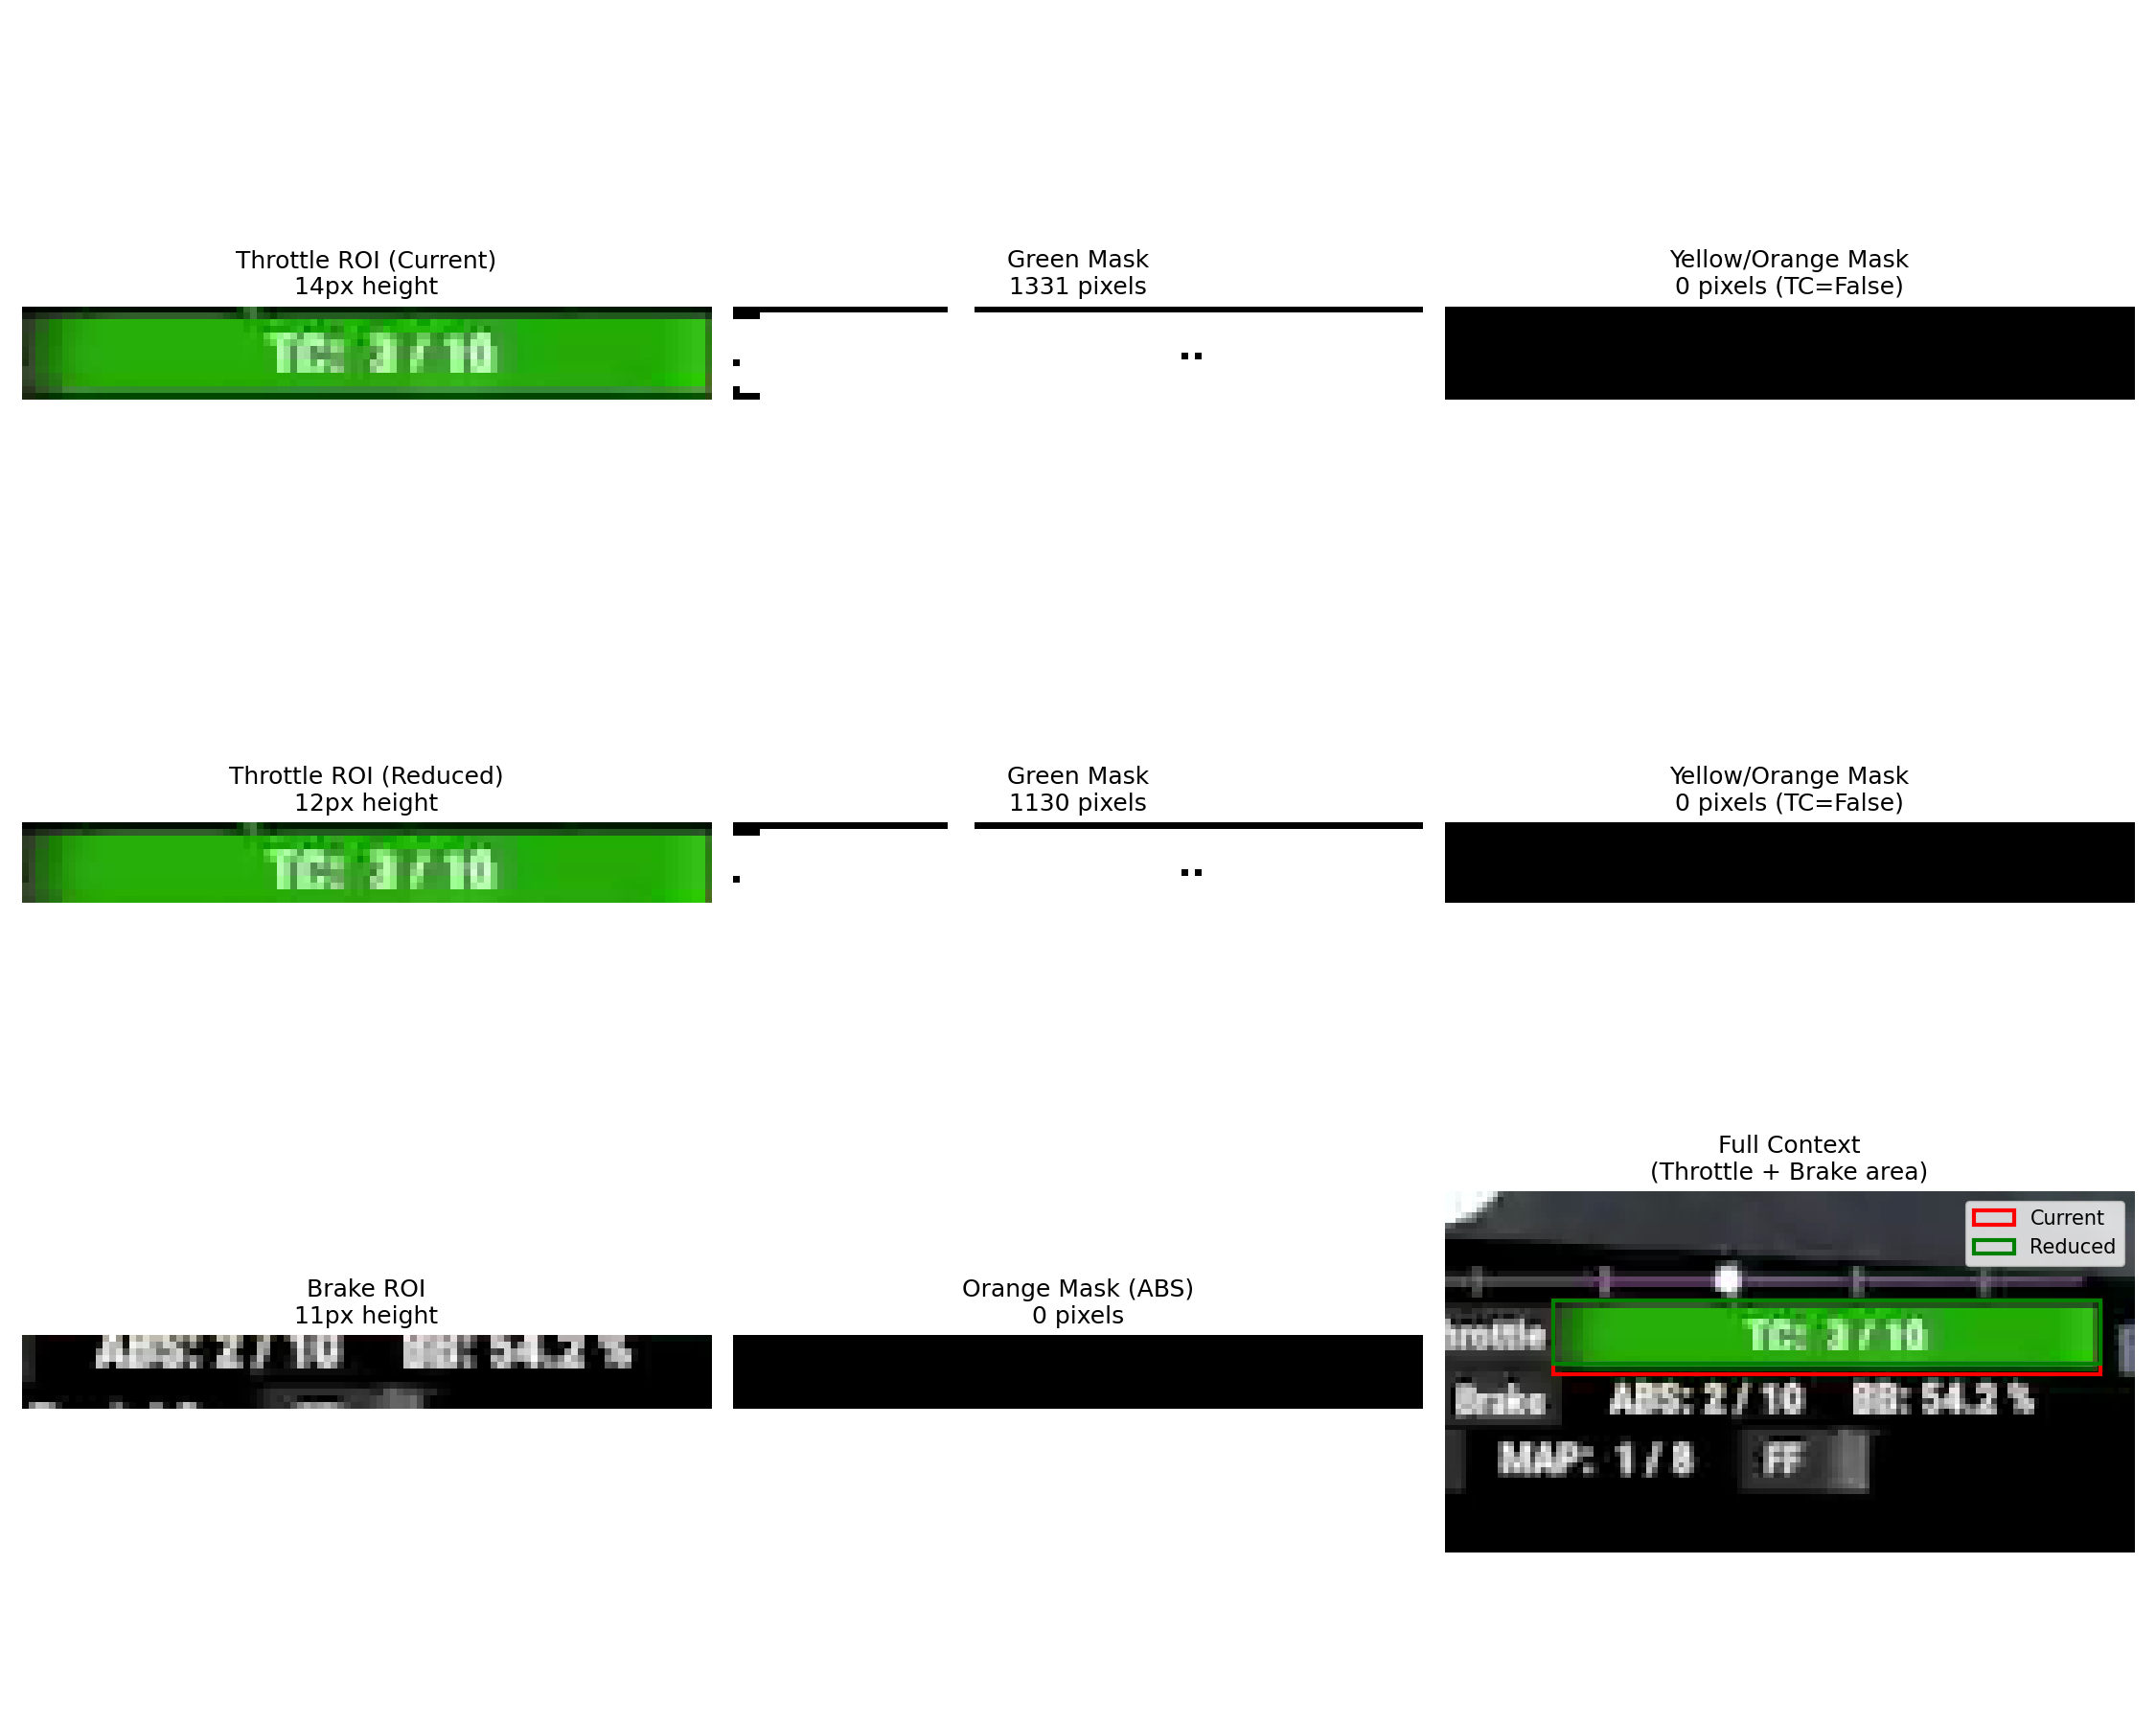 Throttle ROI (Current)
14px height
Green Mask
1331 pixels
Yellow/Orange Mask
0 pixels (TC=False)
TC: 3 / 10
Throttle ROI (Reduced)
12px height
Green Mask
1130 pixels
Yellow/Orange Mask
0 pixels (TC=False)
TC: 3 / 10
Full Context
(Throttle + Brake area)
Current
Reduced
Brake ROI
11px height
Orange Mask (ABS)
0 pixels
ABS: 2 / 10 BB: 54.2 %
hrottle TC: 3 / 10
Brake ABS: 2 / 10 BB: 54.2 %
MAP: 1 / 8 FF